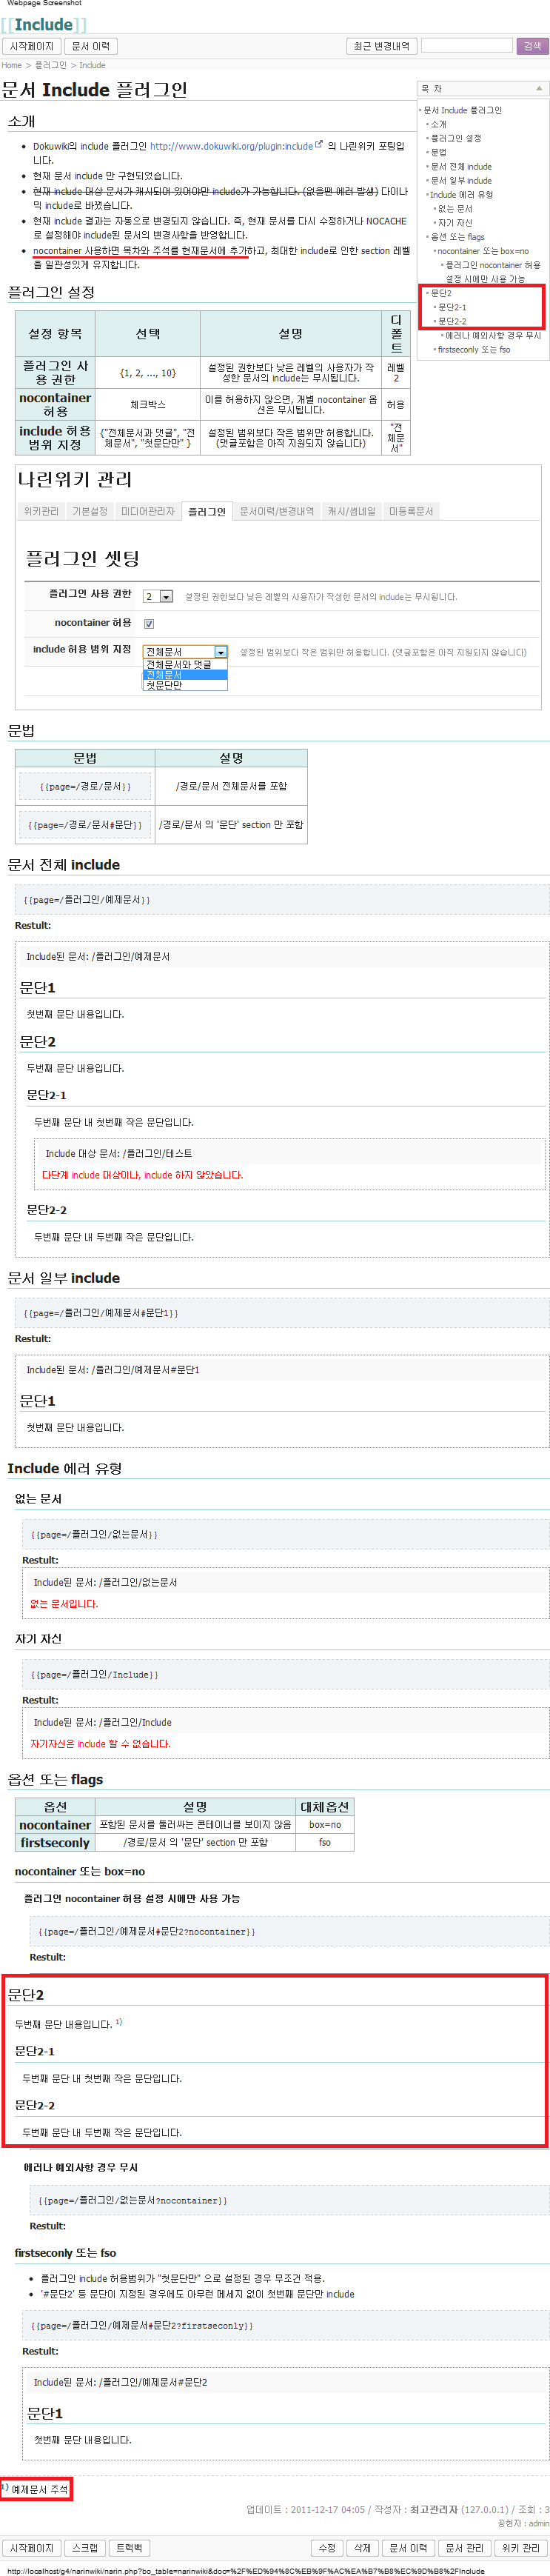 Webpage Screenshot
[[Include]]
시작페이지 문서 이력 최근 변경내역 검색
Home > 플러그인 > Include
문서 Include 플러그인
목 차
문서 Include 플러그인
소개
플러그인 설정
문법
문서 전체 include
문서 일부 include
Include 에러 유형
없는 문서
자기 자신
옵션 또는 flags
nocontainer 또는 box=no
플러그인 nocontainer 허용
설정 시에만 사용 가능
문단2
문단2-1
문단2-2
에러나 예외사항 경우 무시
firstseconly 또는 fso
소개
Dokuwiki의 include 플러그인 http://www.dokuwiki.org/plugin:include 의 나린위키 포팅입
니다.
현재 문서 include 만 구현되었습니다.
현재 include 대상 문서가 캐시되어 있어야만 include가 가능합니다. (없을땐 에러 발생) 다이나
믹 include로 바꼈습니다.
현재 include 결과는 자동으로 변경되지 않습니다. 즉, 현재 문서를 다시 수정하거나 NOCACHE
로 설정해야 include된 문서의 변경사항을 반영합니다.
nocontainer 사용하면 목차와 주석를 현재문서에 추가하고, 최대한 include로 인한 section 레벨
을 일관성있게 유지합니다.
플러그인 설정
설정 항목 선택 설명 디
폴
트
플러그인 사
용 권한 {1, 2, ..., 10} 설정된 권한보다 낮은 레벨의 사용자가 작
성한 문서의 include는 무시됩니다. 레벨
2
nocontainer
허용 체크박스 이를 허용하지 않으면, 개별 nocontainer 옵
션은 무시됩니다. 허용
include 허용
범위 지정 {"전체문서과 댓글", "전
체문서", "첫문단만" } 설정된 범위보다 작은 범위만 허용합니다.
(댓글포함은 아직 지원되지 않습니다) "전
체문
서"
나린위키 관리
위키관리 기본설정 미디어관리자 플러그인 문서이력/변경내역 캐시/썸네일 미등록문서
플러그인 셋팅
플러그인 사용 권한 2 설정된 권한보다 낮은 레벨의 사용자가 작성한 문서의 include는 무시됩니다.
nocontainer 허용
include 허용 범위 지정 전체문서 설정된 범위보다 작은 범위만 허용합니다. (댓글포함은 아직 지원되지 않습니다)
전체문서와 댓글
전체문서
첫문단만
문법
문법 설명
{{page=/경로/문서}} /경로/문서 전체문서를 포함
{{page=/경로/문서#문단}} /경로/문서 의 '문단' section 만 포함
문서 전체 include
{{page=/플러그인/예제문서}}
Restult:
Include된 문서: /플러그인/예제문서
문단1
첫번째 문단 내용입니다.
문단2
두번째 문단 내용입니다.
문단2-1
두번째 문단 내 첫번째 작은 문단입니다.
Include 대상 문서: /플러그인/테스트
다단계 include 대상이나, include 하지 않았습니다.
문단2-2
두번째 문단 내 두번째 작은 문단입니다.
문서 일부 include
{{page=/플러그인/예제문서#문단1}}
Restult:
Include된 문서: /플러그인/예제문서#문단1
문단1
첫번째 문단 내용입니다.
Include 에러 유형
없는 문서
{{page=/플러그인/없는문서}}
Restult:
Include된 문서: /플러그인/없는문서
없는 문서입니다.
자기 자신
{{page=/플러그인/Include}}
Restult:
Include된 문서: /플러그인/Include
자기자신은 include 할 수 없습니다.
옵션 또는 flags
옵션 설명 대체옵션
nocontainer 포함된 문서를 둘러싸는 콘테이너를 보이지 않음 box=no
firstseconly /경로/문서 의 '문단' section 만 포함 fso
nocontainer 또는 box=no
플러그인 nocontainer 허용 설정 시에만 사용 가능
{{page=/플러그인/예제문서#문단2?nocontainer}}
Restult:
문단2
두번째 문단 내용입니다. 1)
문단2-1
두번째 문단 내 첫번째 작은 문단입니다.
문단2-2
두번째 문단 내 두번째 작은 문단입니다.
에러나 예외사항 경우 무시
{{page=/플러그인/없는문서?nocontainer}}
Restult:
firstseconly 또는 fso
플러그인 include 허용범위가 "첫문단만" 으로 설정된 경우 무조건 적용.
'#문단2' 등 문단이 지정된 경우에도 아무런 메세지 없이 첫번째 문단만 include
{{page=/플러그인/예제문서#문단2?firstseconly}}
Restult:
Include된 문서: /플러그인/예제문서#문단2
문단1
첫번째 문단 내용입니다.
1) 예제문서 주석
업데이트 : 2011-12-17 04:05 / 작성자 : 최고관리자 (127.0.0.1) / 조회 : 3
공헌자 : admin
시작페이지 스크랩 트랙백 수정 삭제 문서 이력 문서 관리 위키 관리
http://localhost/g4/narinwiki/narin.php?bo_table=narinwiki&doc=%2F%ED%94%8C%EB%9F%AC%EA%B7%B8%EC%9D%B8%2FInclude